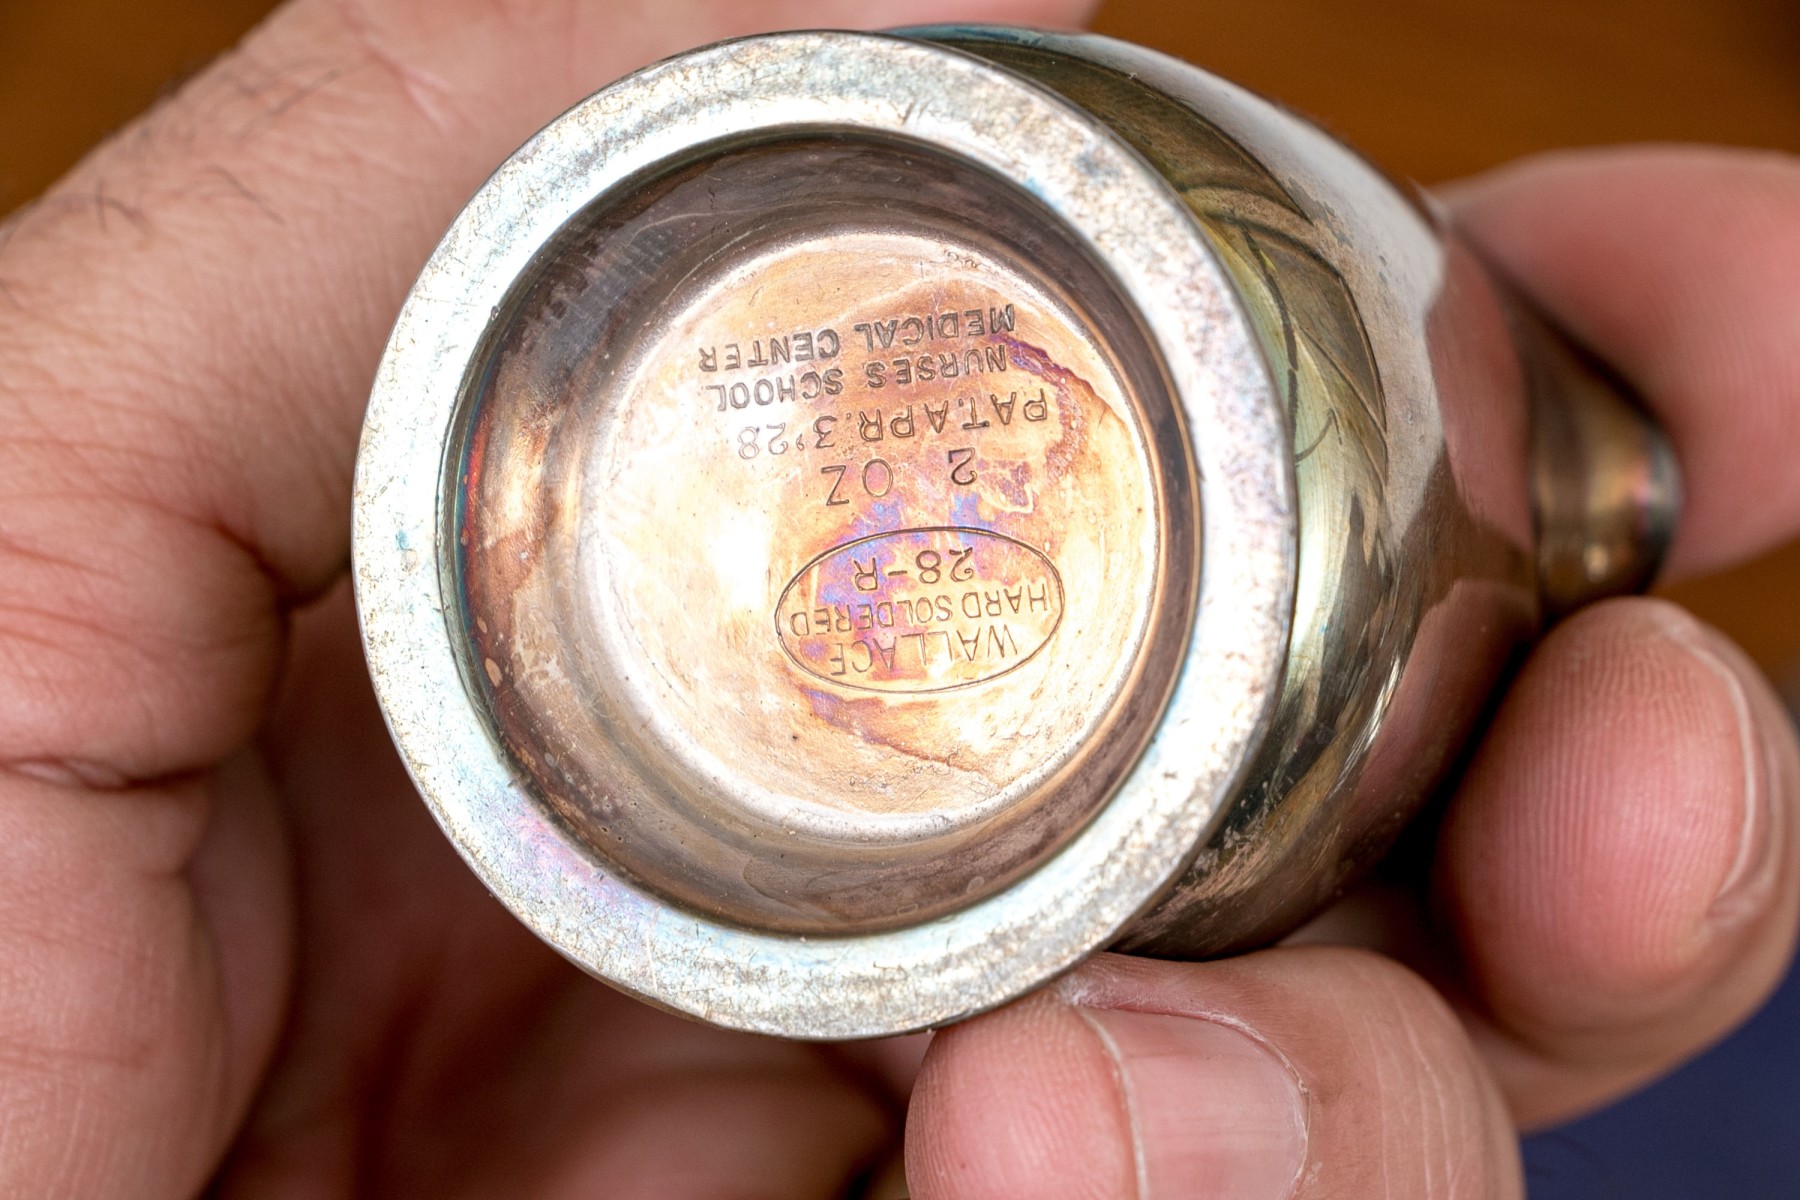 WALLACE
HARD SOLDERED
28-R
2 OZ
PAT.APR.3'28
NURSES SCHOOL
MEDICAL CENTER